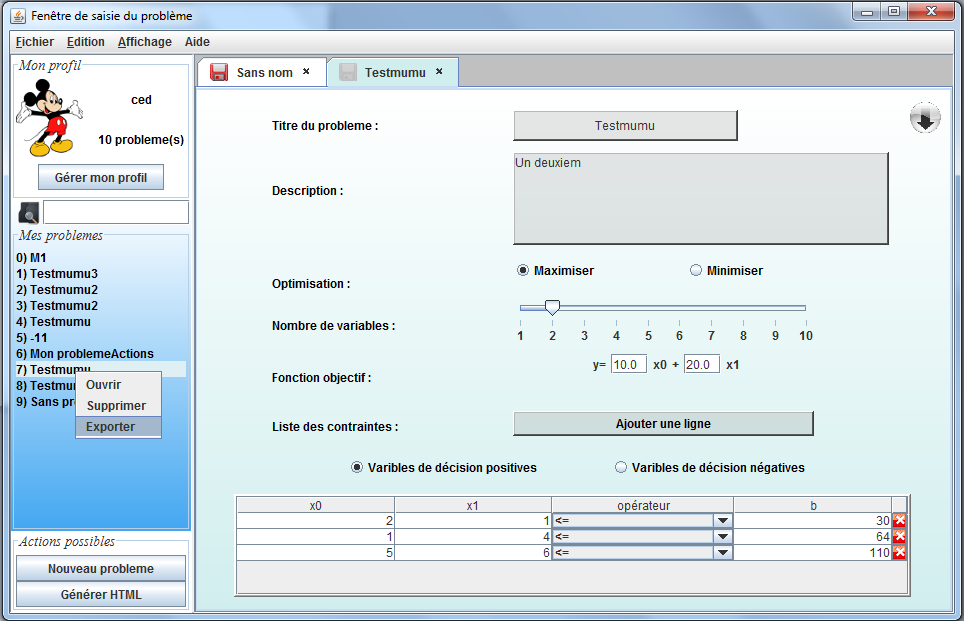 Fenêtre de saisie du problème
Fichier Edition Affichage Aide
Mon profil
ced
10 probleme(s)
Gérer mon profil
Mes problemes
0) M1
1) Testmumu3
2) Testmumu2
3) Testmumu2
4) Testmumu
5) -11
6) Mon problemeActions
7) Testmumu
8) Testmu
9) Sans pr
Ouvrir
Supprimer
Exporter
Actions possibles
Nouveau probleme
Générer HTML
Sans nom × Testmumu ×
Titre du probleme : Testmumu
Description : Un deuxiem
Optimisation : Maximiser Minimiser
Nombre de variables : 1 2 3 4 5 6 7 8 9 10
Fonction objectif : y= 10.0 x0 + 20.0 x1
Liste des contraintes : Ajouter une ligne
Varibles de décision positives Varibles de décision négatives
x0 x1 opérateur b
2 1 <= 30
1 4 <= 64
5 6 <= 110